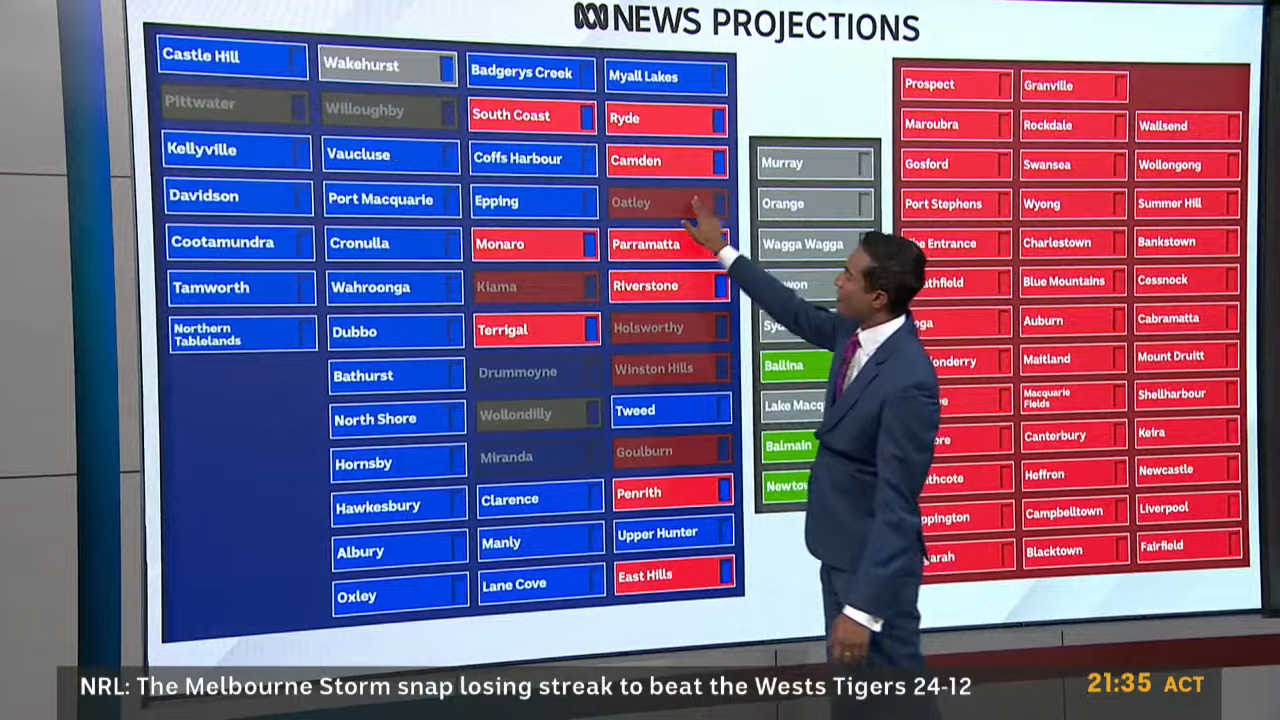 NEWS PROJECTIONS
Castle Hill
Pittwater
Kellyville
Davidson
Cootamundra
Tamworth
Northern
Tablelands
Wakehurst
Willoughby
Vaucluse
Port Macquarie
Cronulla
Wahroonga
Dubbo
Bathurst
North Shore
Hornsby
Hawkesbury
Albury
Oxley
Badgerys Creek
South Coast
Coffs Harbour
Epping
Monaro
Kiama
Terrigal
Drummoyne
Wollondilly
Miranda
Clarence
Manly
Lane Cove
Myall Lakes
Ryde
Camden
Oatley
Parramatta
Riverstone
Holsworthy
Winston Hills
Tweed
Goulburn
Penrith
Upper Hunter
East Hills
Murray
Orange
Wagga Wagga
Ballina
Lake
Balmain
Prospect
Maroubra
Gosford
Port Stephens
Entrance
Granville
Rockdale
Swansea
Wyong
Charlestown
Blue Mountains
Auburn
Maitland
Macquarie
Fields
Canterbury
Heffron
Campbelltown
Blacktown
Wallsend
Wollongong
Summer Hill
Bankstown
Cessnock
Cabramatta
Mount Druitt
Shellharbour
Keira
Newcastle
Liverpool
Fairfield
NRL: The Melbourne Storm snap losing streak to beat the Wests Tigers 24-12
21:35 ACT